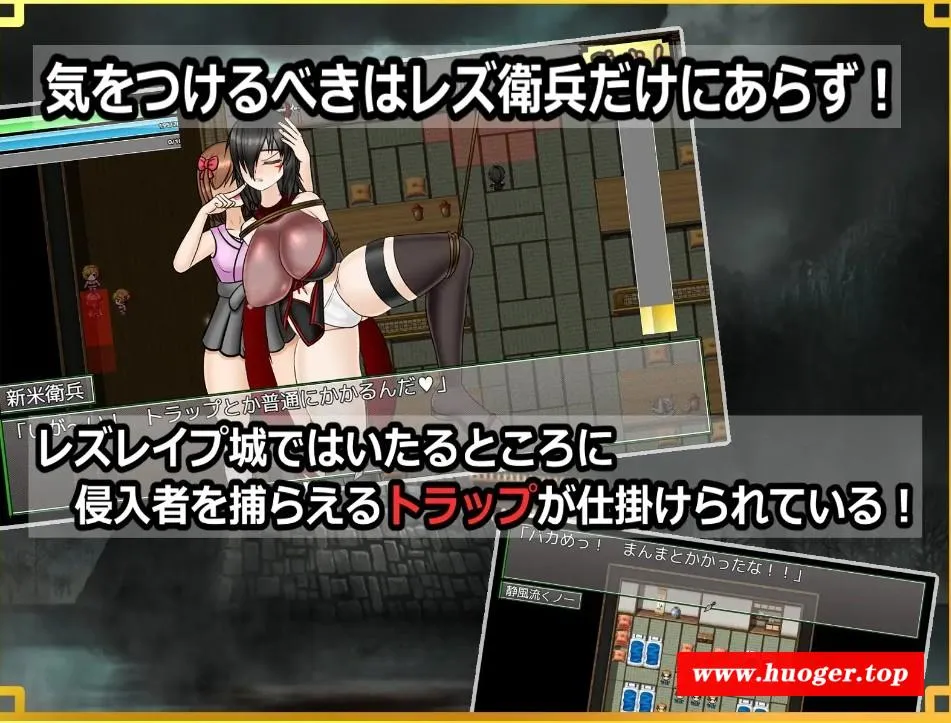 気をつけるべきはレズ衛兵だけにあらず！
新米衛兵
トラップとか普通にかかるんだ♥」
レズレイプ城ではいたるところに
侵入者を捕らえるトラップが仕掛けられている！
「バカめっ！　まんまとかかったな！！」
静風流くノ一
www.huoger.top